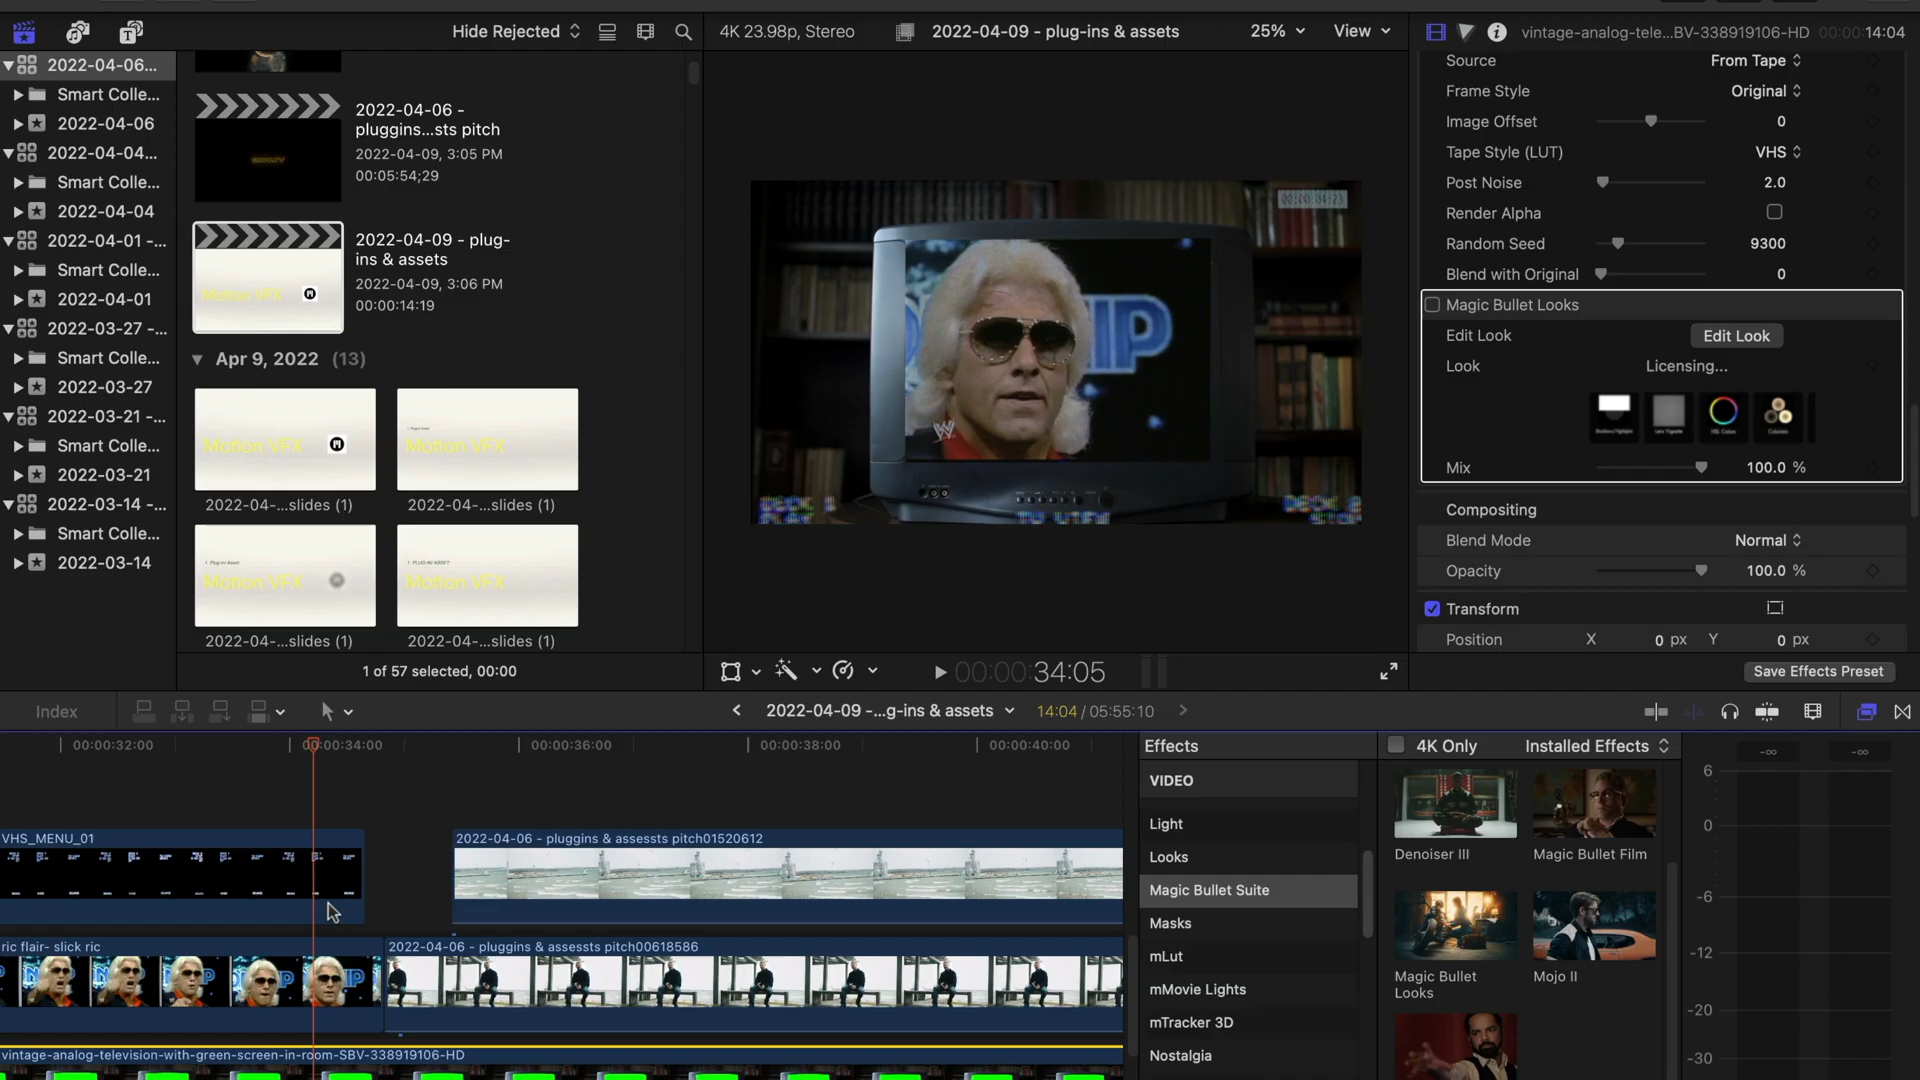 Hide Rejected
4K 23.98p, Stereo
2022-04-09 - plug-ins & assets
25%
View
vintage-analog-tele...BV-338919106-HD
00:00:14:04
2022-04-06...
Smart Colle...
2022-04-06
2022-04-04...
Smart Colle...
2022-04-04
2022-04-01 -...
Smart Colle...
2022-04-01
2022-03-27 -...
Smart Colle...
2022-03-27
2022-03-21 -...
Smart Colle...
2022-03-21
2022-03-14 -...
Smart Colle...
2022-03-14
2022-04-06 -
pluggins...sts pitch
2022-04-09, 3:05 PM
00:05:54;29
Motion VFX
2022-04-09 - plug-
ins & assets
2022-04-09, 3:06 PM
00:00:14:19
Apr 9, 2022 (13)
Motion VFX
2022-04-...slides (1)
Motion VFX
2022-04-...slides (1)
1. Plug-in Asset:
Motion VFX
2022-04-...slides (1)
1. PLUG-IN ASSET:
Motion VFX
2022-04-...slides (1)
1 of 57 selected, 00:00
00:00:34:05
Source From Tape
Frame Style Original
Image Offset 0
Tape Style (LUT) VHS
Post Noise 2.0
Render Alpha
Random Seed 9300
Blend with Original 0
Magic Bullet Looks
Edit Look Edit Look
Look Licensing...
Mix 100.0 %
Compositing
Blend Mode Normal
Opacity 100.0 %
Transform
Position X 0 px Y 0 px
Save Effects Preset
Index
2022-04-09 -...g-ins & assets
14:04 / 05:55:10
00:00:32:00
00:00:34:00
00:00:36:00
00:00:38:00
00:00:40:00
VHS_MENU_01
2022-04-06 - pluggins & assessts pitch01520612
ric flair- slick ric
2022-04-06 - pluggins & assessts pitch00618586
vintage-analog-television-with-green-screen-in-room-SBV-338919106-HD
Effects
VIDEO
Light
Looks
Magic Bullet Suite
Masks
mLut
mMovie Lights
mTracker 3D
Nostalgia
4K Only
Installed Effects
Denoiser III
Magic Bullet Film
Magic Bullet
Looks
Mojo II
-∞
-∞
6
0
-6
-12
-20
-30